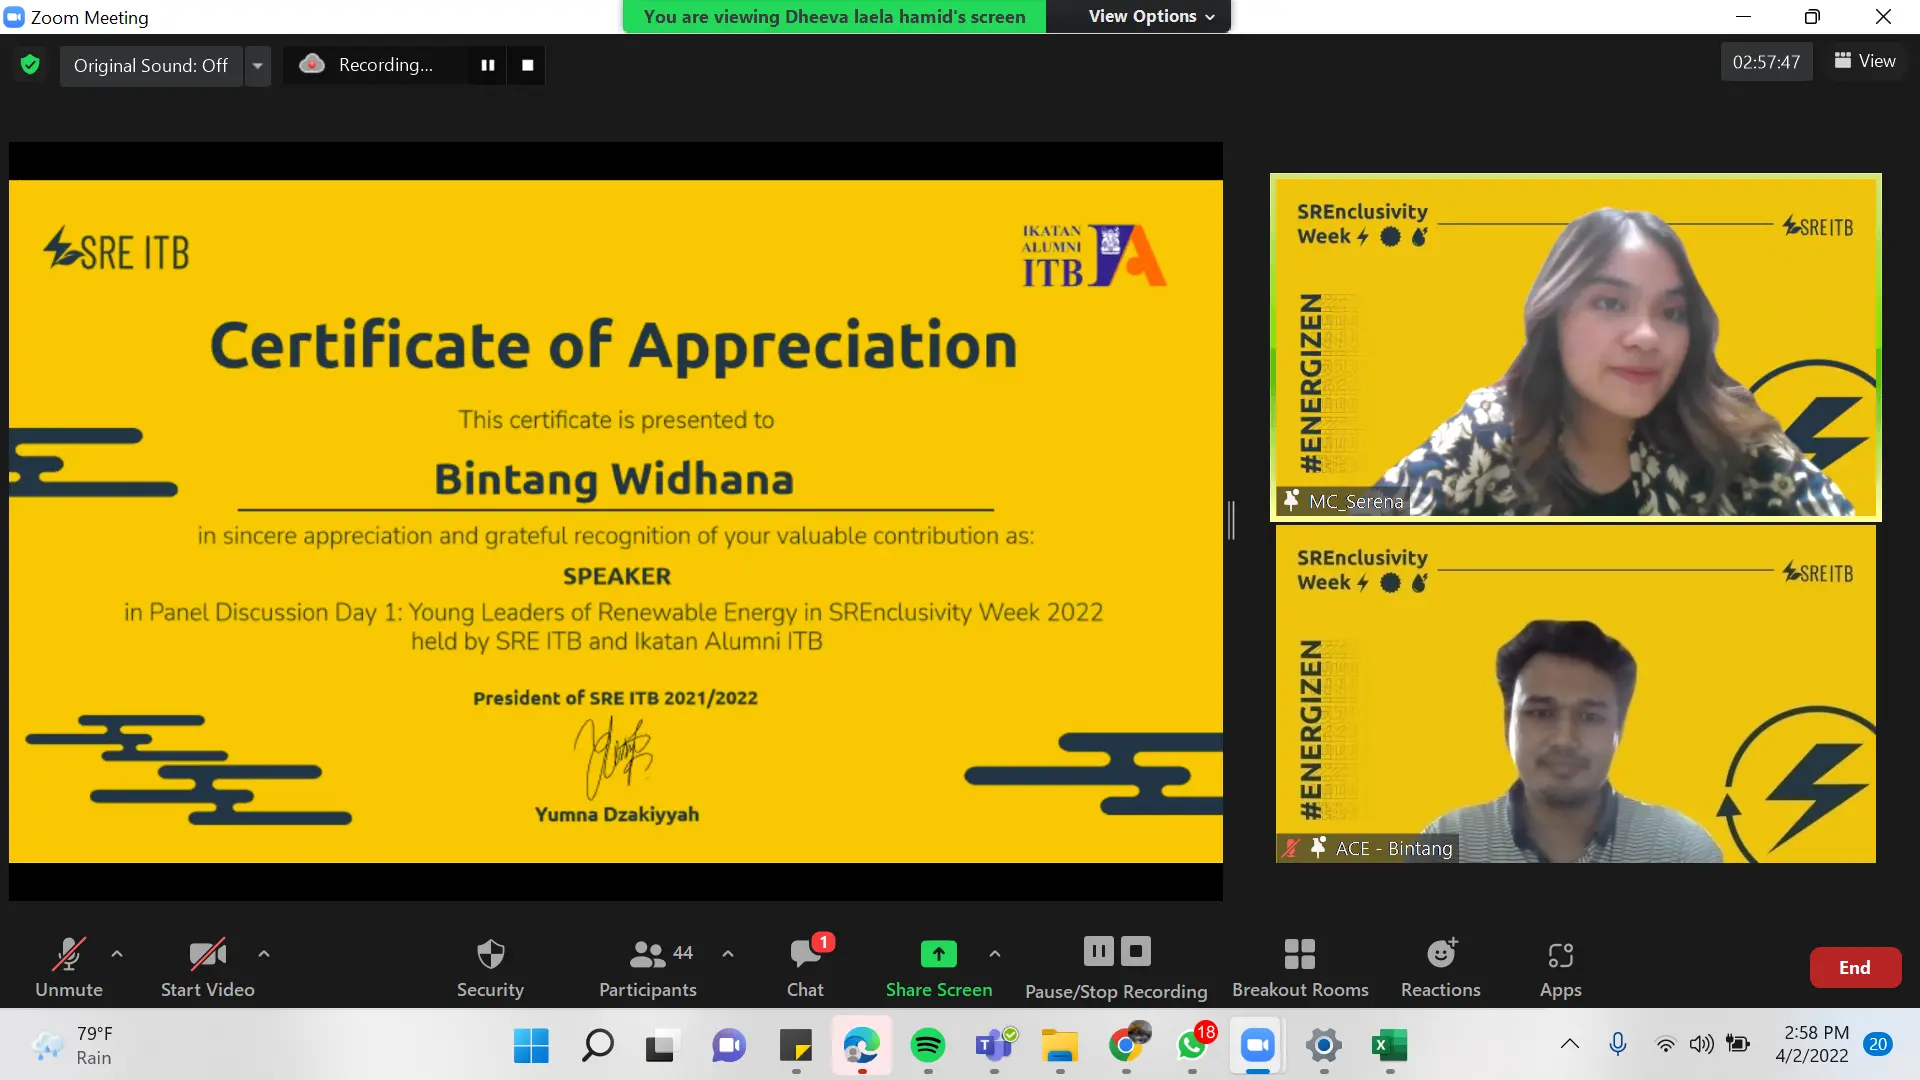 Zoom Meeting
You are viewing Dheeva laela hamid's screen
View Options
Original Sound: Off
Recording...
02:57:47
View
SRE ITB
IKATAN
ALUMNI
ITB
Certificate of Appreciation
This certificate is presented to
Bintang Widhana
in sincere appreciation and grateful recognition of your valuable contribution as:
SPEAKER
in Panel Discussion Day 1: Young Leaders of Renewable Energy in SREnclusivity Week 2022
held by SRE ITB and Ikatan Alumni ITB
President of SRE ITB 2021/2022
Yumna Dzakiyyah
SREnclusivity
Week
SRE ITB
#ENERGIZEN
MC_Serena
SREnclusivity
Week
SRE ITB
#ENERGIZEN
ACE - Bintang
Unmute
Start Video
Security
44
Participants
1
Chat
Share Screen
Pause/Stop Recording
Breakout Rooms
Reactions
Apps
End
79°F
Rain
18
2:58 PM
4/2/2022
20